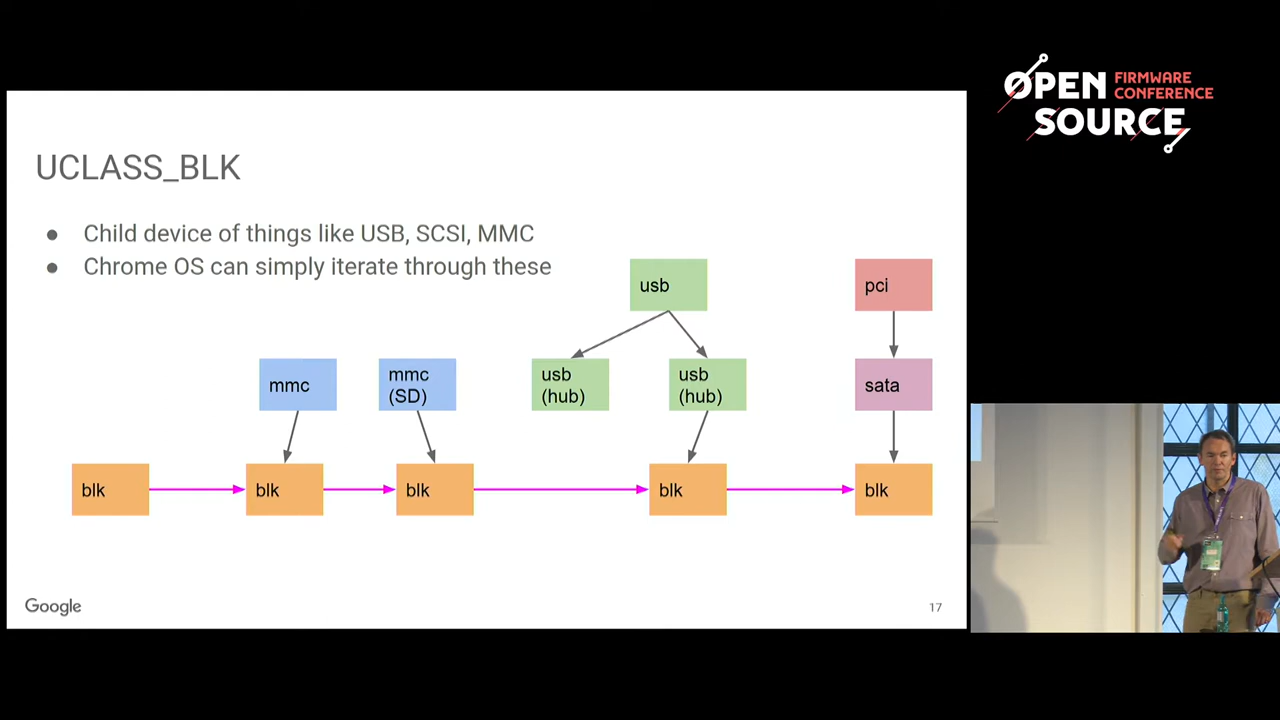 OPEN FIRMWARE
CONFERENCE
SOURCE
UCLASS_BLK
● Child device of things like USB, SCSI, MMC
● Chrome OS can simply iterate through these
usb
pci
mmc
mmc
(SD)
usb
(hub)
usb
(hub)
sata
blk
blk
blk
blk
blk
Google
17